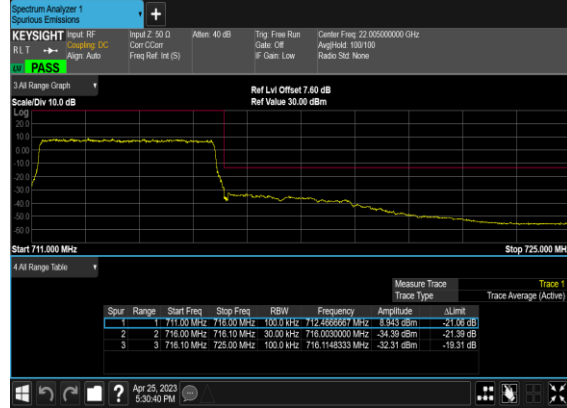 Spectrum Analyzer 1
Spurious Emissions
+
KEYSIGHT Input: RF Input Z: 50 Ω Atten: 40 dB Trig: Free Run Center Freq: 22.005000000 GHz
RLT Coupling: DC Corr CCorr Gate: Off Avg|Hold: 100/100
Align: Auto Freq Ref: Int (S) IF Gain: Low Radio Std: None
PASS
3 All Range Graph
Ref Lvl Offset 7.60 dB
Scale/Div 10.0 dB Ref Value 30.00 dBm
Log
20.0
10.0
0.00
-10.0
-20.0
-30.0
-40.0
-50.0
-60.0
Start 711.000 MHz Stop 725.000 MH
4 All Range Table
Measure Trace Trace 1
Trace Type Trace Average (Active)
Spur Range Start Freq Stop Freq RBW Frequency Amplitude ΔLimit
1 1 711.00 MHz 716.00 MHz 100.0 kHz 712.4666667 MHz 8.943 dBm -21.06 dB
2 2 716.00 MHz 716.10 MHz 30.00 kHz 716.0030000 MHz -34.39 dBm -21.39 dB
3 3 716.10 MHz 725.00 MHz 100.0 kHz 716.1148333 MHz -32.31 dBm -19.31 dB
? Apr 25, 2023
5:30:40 PM